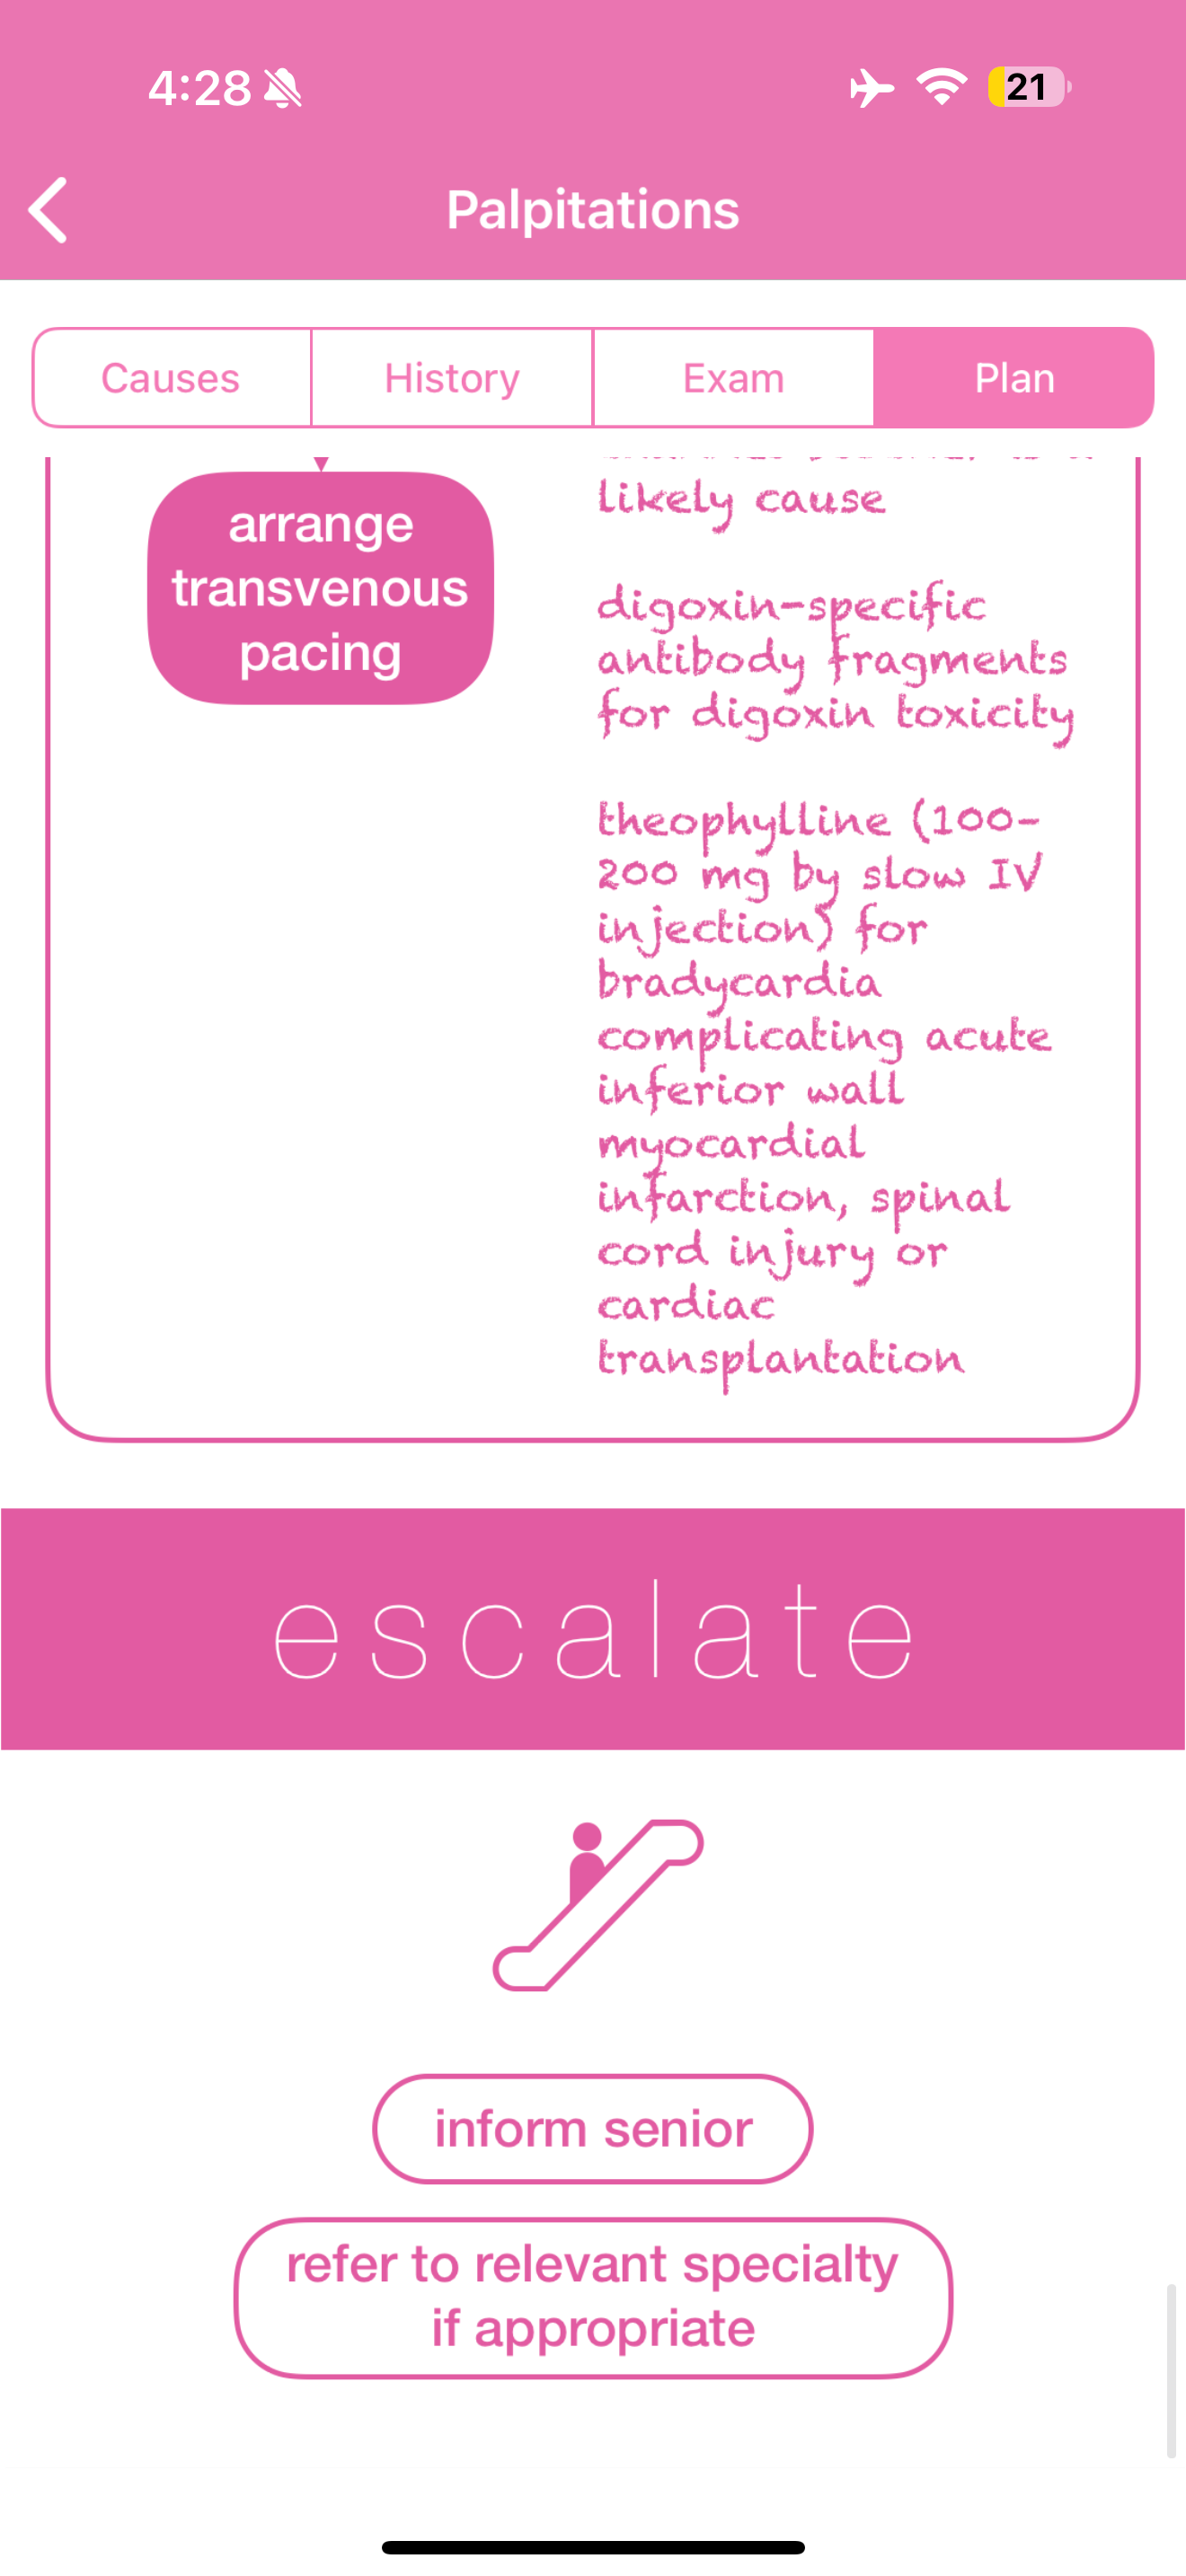 4:28
21
Palpitations
Causes
History
Exam
Plan
arrange
transvenous
pacing
likely cause
digoxin-specific
antibody fragments
for digoxin toxicity
theophylline (100-
200 mg by slow IV
injection) for
bradycardia
complicating acute
inferior wall
myocardial
infarction, spinal
cord injury or
cardiac
transplantation
escalate
inform senior
refer to relevant specialty
if appropriate